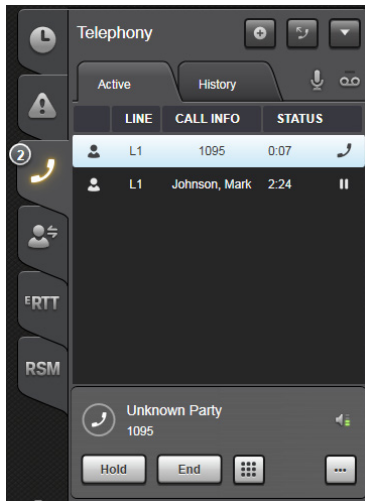 Telephony
Active History
LINE CALL INFO STATUS
L1 1095 0:07
2
L1 Johnson, Mark 2:24
ERTT
RSM
Unknown Party
1095
Hold End